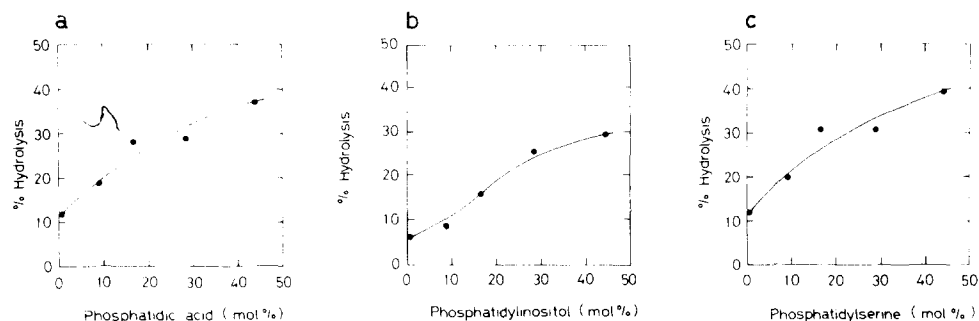 a
50
40
30
20
10
0
% Hydrolysis
0 10 20 30 40 50
Phosphatidic acid ( mol % )
b
50
40
30
20
10
0
% Hydrolysis
0 10 20 30 40 50
Phosphatidylinositol ( mol % )
c
50
40
30
20
10
0
% Hydrolysis
0 10 20 30 40 50
Phosphatidylserine ( mol % )